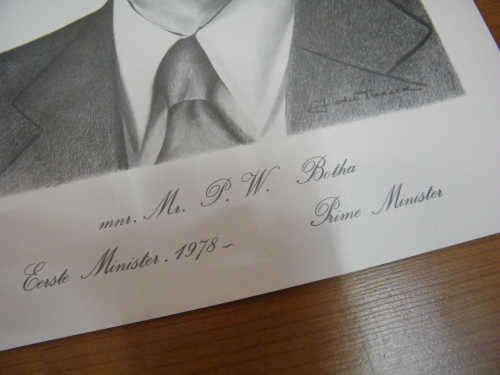 mnr. Mr. P. W. Botha
Eerste Minister. 1978 – Prime Minister